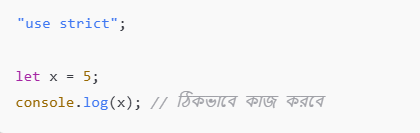 "use strict";
let x = 5;
console.log(x); // ঠিকভাবে কাজ করবে